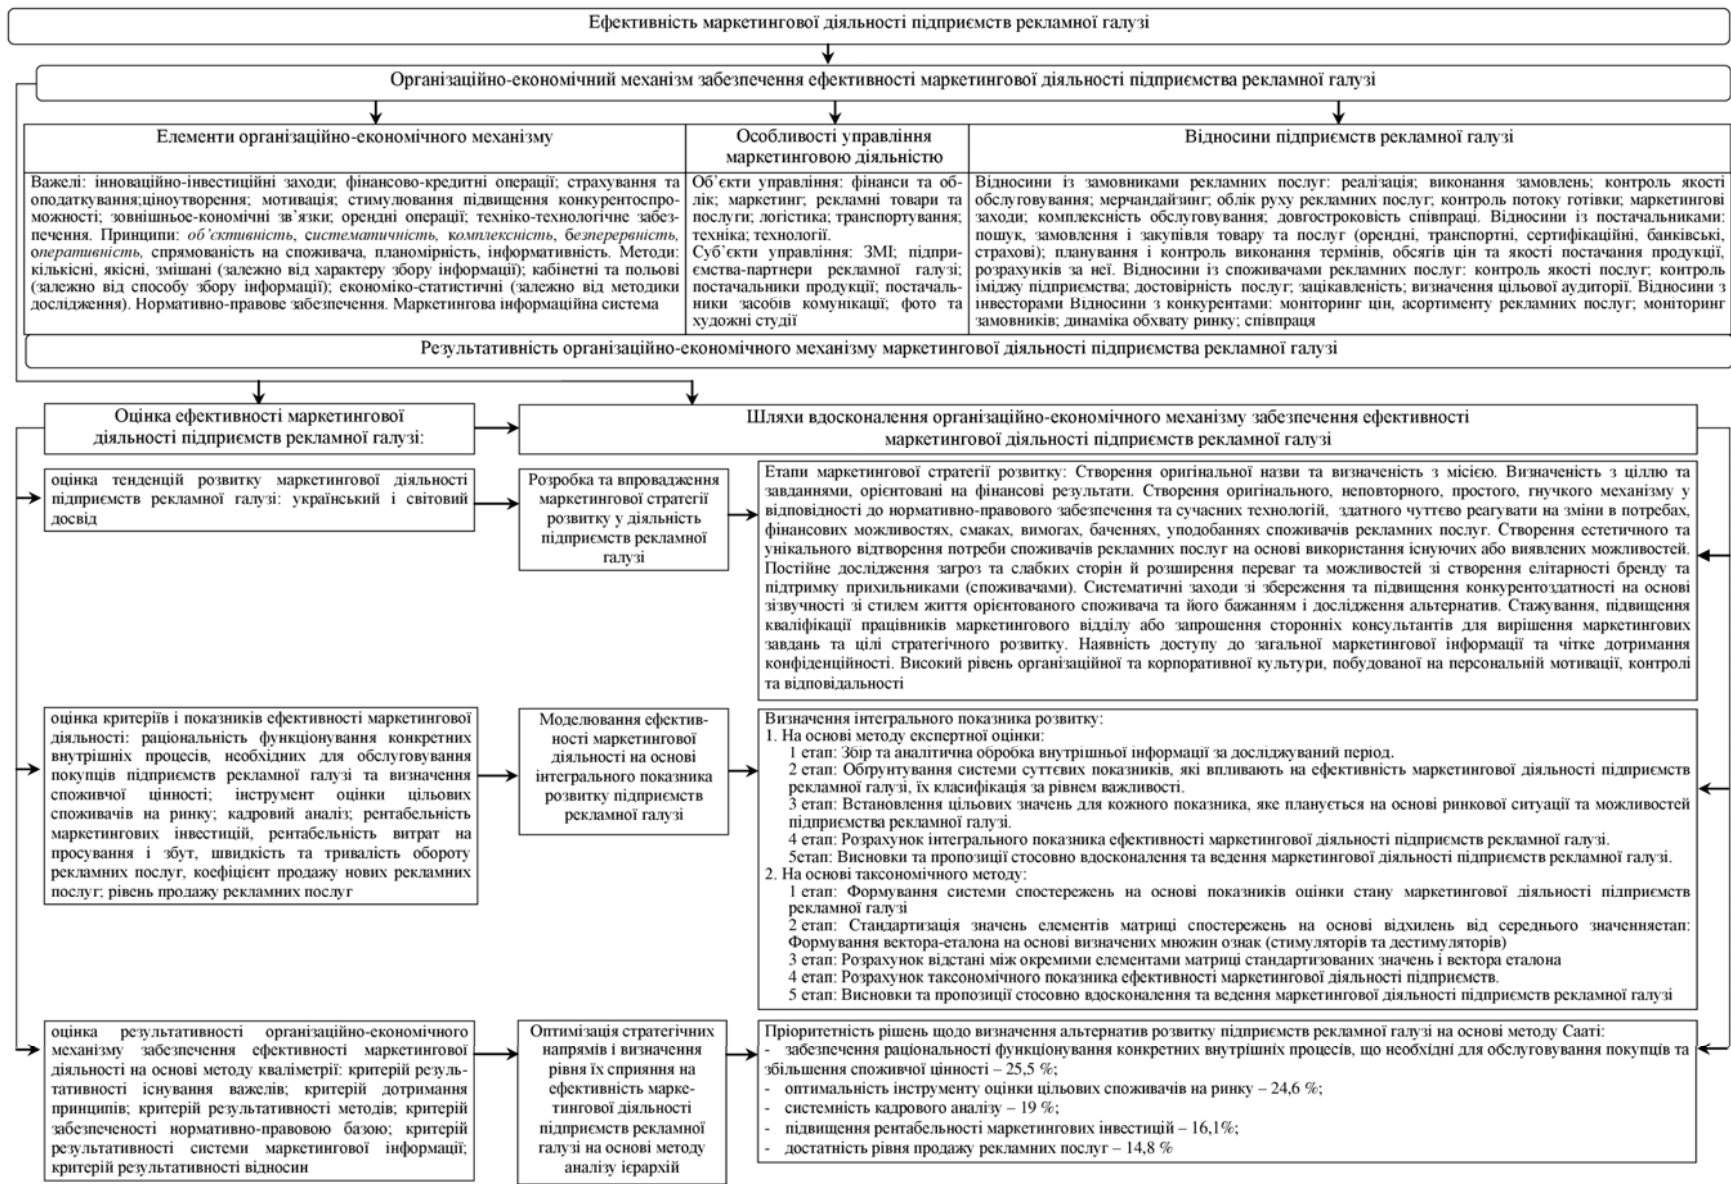 Ефективність маркетингової діяльності підприємств рекламної галузі
Організаційно-економічний механізм забезпечення ефективності маркетингової діяльності підприємства рекламної галузі
Елементи організаційно-економічного механізму
Важелі: інноваційно-інвестиційні заходи; фінансово-кредитні операції; страхування та
оподаткування;ціноутворення; мотивація; стимулювання підвищення конкурентоспро-
можності; зовнішньое-економічні зв'язки; орендні операції; техніко-технологічне забез-
печення. Принципи: об'єктивність, систематичність, комплексність, безперервність,
оперативність, спрямованість на споживача, планомірність, інформативність. Методи:
кількісні, якісні, змішані (залежно від характеру збору інформації); кабінетні та польові
(залежно від способу збору інформації); економіко-статистичні (залежно від методики
дослідження). Нормативно-правове забезпечення. Маркетингова інформаційна система
Особливості управління
маркетинговою діяльністю
Об'єкти управління: фінанси та об-
лік; маркетинг; рекламні товари та
послуги; логістика; транспортування;
техніка; технології.
Суб'єкти управління: ЗМІ; підпри-
ємства-партнери рекламної галузі;
постачальники продукції; постачаль-
ники засобів комунікації; фото та
художні студії
Відносини підприємств рекламної галузі
Відносини із замовниками рекламних послуг: реалізація; виконання замовлень; контроль якості
обслуговування; мерчандайзинг; облік руху рекламних послуг; контроль потоку готівки; маркетингові
заходи; комплексність обслуговування; довгостроковість співпраці. Відносини із постачальниками:
пошук, замовлення і закупівля товару та послуг (орендні, транспортні, сертифікаційні, банківські,
страхові); планування і контроль виконання термінів, обсягів цін та якості постачання продукції,
розрахунків за неї. Відносини із споживачами рекламних послуг: контроль якості послуг; контроль
іміджу підприємства; достовірність послуг; зацікавленість; визначення цільової аудиторії. Відносини з
інвесторами Відносини з конкурентами: моніторинг цін, асортименту рекламних послуг; моніторинг
замовників; динаміка обхвату ринку; співпраця
Результативність організаційно-економічного механізму маркетингової діяльності підприємства рекламної галузі
Оцінка ефективності маркетингової
діяльності підприємств рекламної галузі:
Шляхи вдосконалення організаційно-економічного механізму забезпечення ефективності
маркетингової діяльності підприємств рекламної галузі
оцінка тенденцій розвитку маркетингової діяльності
підприємств рекламної галузі: український і світовий
досвід
Розробка та впровадження
маркетингової стратегії
розвитку у діяльність
підприємств рекламної
галузі
Етапи маркетингової стратегії розвитку: Створення оригінальної назви та визначеність з місією. Визначеність з ціллю та
завданнями, орієнтовані на фінансові результати. Створення оригінального, неповторного, простого, гнучкого механізму у
відповідності до нормативно-правового забезпечення та сучасних технологій, здатного чуттєво реагувати на зміни в потребах,
фінансових можливостях, смаках, вимогах, баченнях, уподобаннях споживачів рекламних послуг. Створення естетичного та
унікального відтворення потреби споживачів рекламних послуг на основі використання існуючих або виявлених можливостей.
Постійне дослідження загроз та слабких сторін й розширення переваг та можливостей зі створення елітарності бренду та
підтримку прихильниками (споживачами). Систематичні заходи зі збереження та підвищення конкурентоздатності на основі
зізвучності зі стилем життя орієнтованого споживача та його бажанням і дослідження альтернатив. Стажування, підвищення
кваліфікації працівників маркетингового відділу або запрошення сторонніх консультантів для вирішення маркетингових
завдань та цілі стратегічного розвитку. Наявність доступу до загальної маркетингової інформації та чітке дотримання
конфіденційності. Високий рівень організаційної та корпоративної культури, побудованої на персональній мотивації, контролі
та відповідальності
оцінка критеріїв і показників ефективності маркетингової
діяльності: раціональність функціонування конкретних
внутрішніх процесів, необхідних для обслуговування
покупців підприємств рекламної галузі та визначення
споживчої цінності; інструмент оцінки цільових
споживачів на ринку; кадровий аналіз; рентабельність
маркетингових інвестицій, рентабельність витрат на
просування і збут, швидкість та тривалість обороту
рекламних послуг, коефіцієнт продажу нових рекламних
послуг; рівень продажу рекламних послуг
Моделювання ефектив-
ності маркетингової
діяльності на основі
інтегрального показника
розвитку підприємств
рекламної галузі
Визначення інтегрального показника розвитку:
1. На основі методу експертної оцінки:
1 етап: Збір та аналітична обробка внутрішньої інформації за досліджуваний період.
2 етап: Обґрунтування системи суттєвих показників, які впливають на ефективність маркетингової діяльності підприємств
рекламної галузі, їх класифікація за рівнем важливості.
3 етап: Встановлення цільових значень для кожного показника, яке планується на основі ринкової ситуації та можливостей
підприємства рекламної галузі.
4 етап: Розрахунок інтегрального показника ефективності маркетингової діяльності підприємств рекламної галузі.
5етап: Висновки та пропозиції стосовно вдосконалення та ведення маркетингової діяльності підприємств рекламної галузі.
2. На основі таксономічного методу:
1 етап: Формування системи спостережень на основі показників оцінки стану маркетингової діяльності підприємств
рекламної галузі
2 етап: Стандартизація значень елементів матриці спостережень на основі відхилень від середнього значенняетап:
Формування вектора-еталона на основі визначених множин ознак (стимуляторів та дестимуляторів)
3 етап: Розрахунок відстані між окремими елементами матриці стандартизованих значень і вектора еталона
4 етап: Розрахунок таксономічного показника ефективності маркетингової діяльності підприємств.
5 етап: Висновки та пропозиції стосовно вдосконалення та ведення маркетингової діяльності підприємств рекламної галузі
оцінка результативності організаційно-економічного
механізму забезпечення ефективності маркетингової
діяльності на основі методу кваліметрії: критерій резуль-
тативності існування важелів; критерій дотримання
принципів; критерій результативності методів; критерій
забезпеченості нормативно-правовою базою; критерій
результативності системи маркетингової інформації;
критерій результативності відносин
Оптимізація стратегічних
напрямів і визначення
рівня їх сприяння на
ефективність марке-
тингової діяльності
підприємств рекламної
галузі на основі методу
аналізу ієрархій
Пріоритетність рішень щодо визначення альтернатив розвитку підприємств рекламної галузі на основі методу Сааті:
- забезпечення раціональності функціонування конкретних внутрішніх процесів, що необхідні для обслуговування покупців та
збільшення споживчої цінності – 25,5 %;
- оптимальність інструменту оцінки цільових споживачів на ринку – 24,6 %;
- системність кадрового аналізу – 19 %;
- підвищення рентабельності маркетингових інвестицій – 16,1%;
- достатність рівня продажу рекламних послуг – 14,8 %